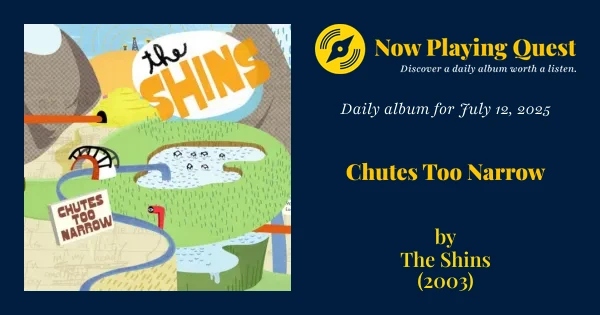 the
SHINS
CHUTES
TOO
NARROW
Now Playing Quest
Discover a daily album worth a listen.
Daily album for July 12, 2025
Chutes Too Narrow
by
The Shins
(2003)